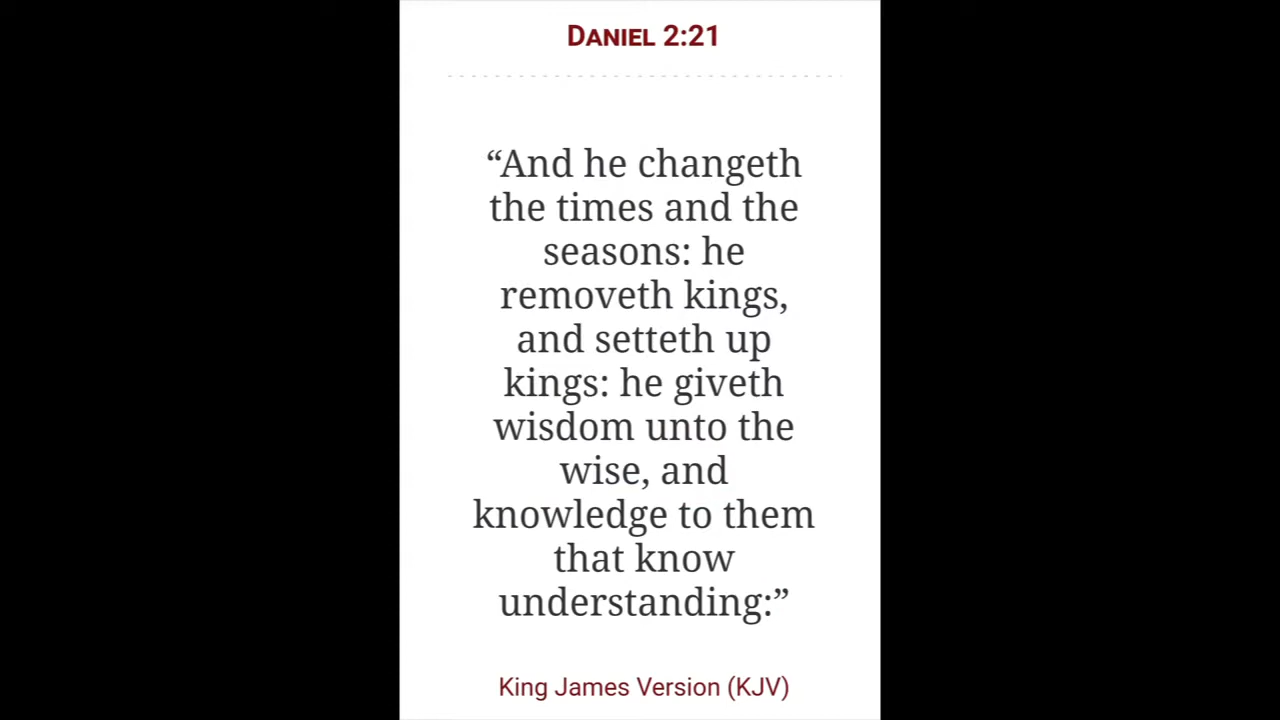 DANIEL 2:21
“And he changeth
the times and the
seasons: he
removeth kings,
and setteth up
kings: he giveth
wisdom unto the
wise, and
knowledge to them
that know
understanding:”
King James Version (KJV)